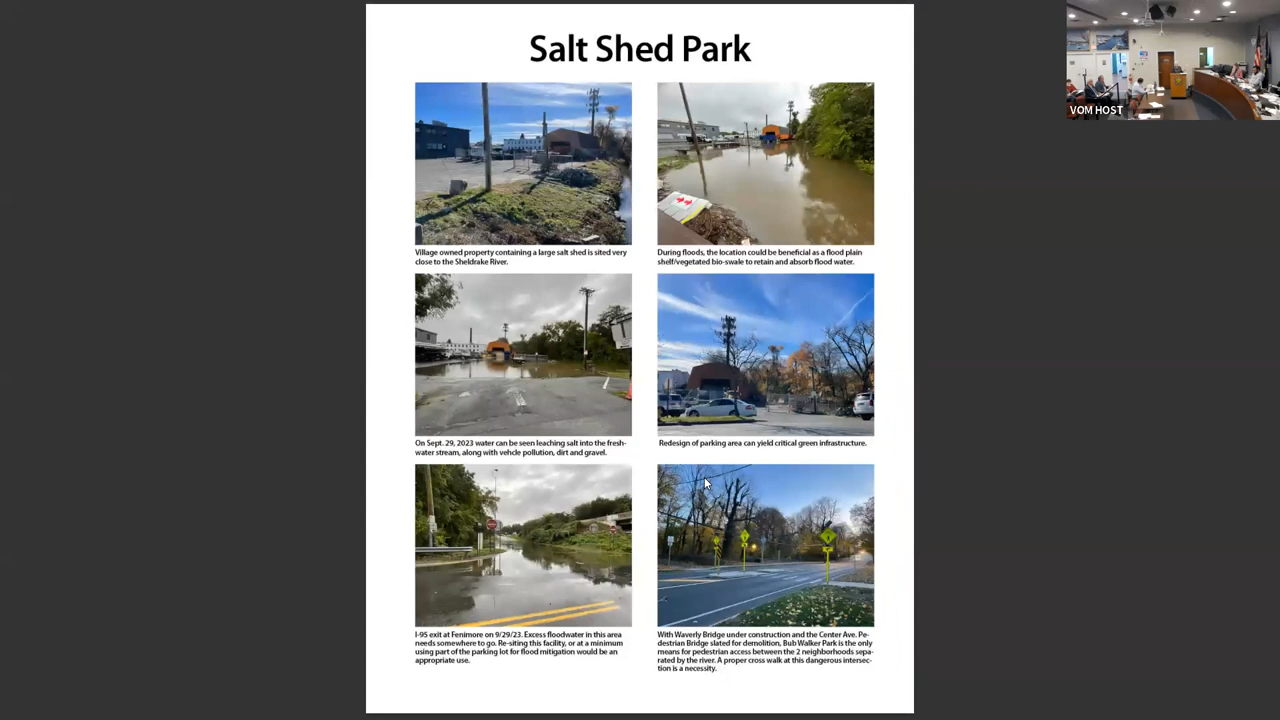 Salt Shed Park
VOM HOST
Village owned property containing a large salt shed is sited very
close to the Sheldrake River.
During floods, the location could be beneficial as a flood plain
shelf/vegetated bio-swale to retain and absorb flood water.
On Sept. 29, 2023 water can be seen leaching salt into the fresh-
water stream, along with vehcle pollution, dirt and gravel.
Redesign of parking area can yield critical green infrastructure.
I-95 exit at Fenimore on 9/29/23. Excess floodwater in this area
needs somewhere to go. Re-siting this facility, or at a minimum
using part of the parking lot for flood mitigation would be an
appropriate use.
With Waverly Bridge under construction and the Center Ave. Pe-
destrian Bridge slated for demolition, Bub Walker Park is the only
means for pedestrian access between the 2 neighborhoods sepa-
rated by the river. A proper cross walk at this dangerous intersec-
tion is a necessity.